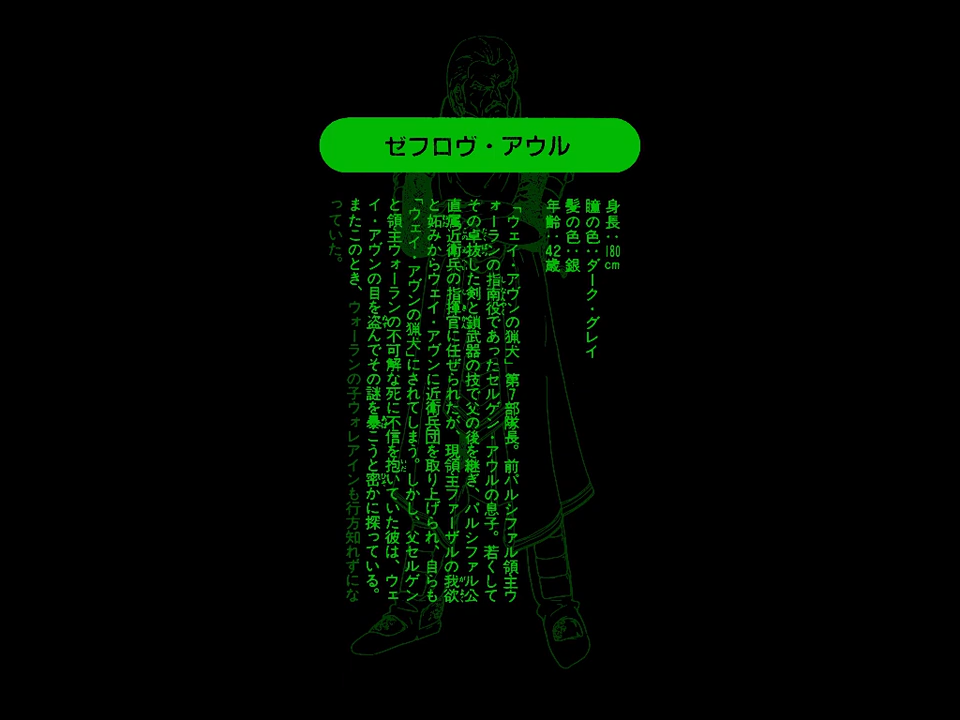 ゼフロヴ・アウル
身長：180cm
瞳の色：ダーク・グレイ
髪の色：銀
年齢：42歳
「ウェイ・アヴンの猟犬」第7部隊長。前パルシファル領主ウ
ォーランの指南役であったセルゲン・アウルの息子。若くして
その卓抜した剣と鎖武器の技で父の後を継ぎ、パルシファル公
直属近衛兵の指揮官に任ぜられたが、現領主ファーザルの我欲
と妬みからウェイ・アヴンに近衛兵団を取り上げられ、自らも
「ウェイ・アヴンの猟犬」にされてしまう。しかし、父セルゲン
と領主ウォーランの不可解な死に不信を抱いていた彼は、ウェ
イ・アヴンの目を盗んでその謎を暴こうと密かに探っている。
またこのとき、ウォーランの子ウォレアインも行方知れずにな
っていた。